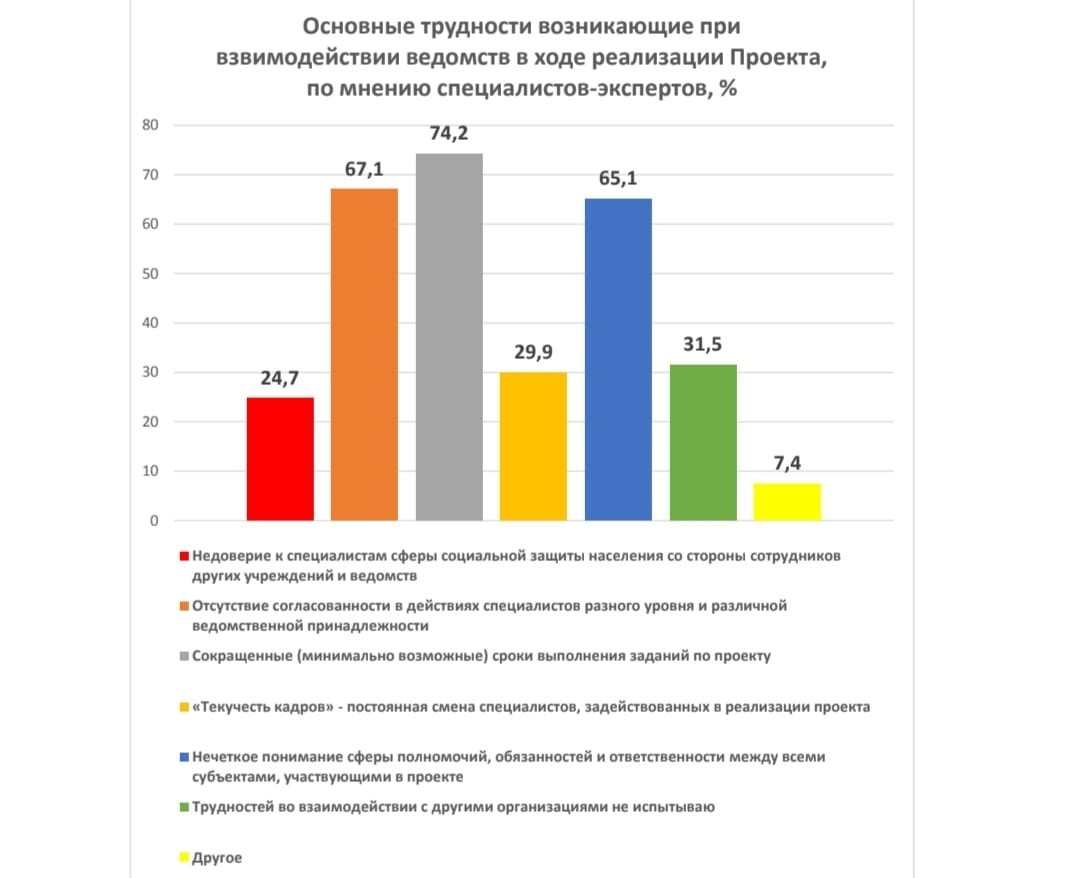 Основные трудности возникающие при
взвимодействии ведомств в ходе реализации Проекта,
по мнению специалистов-экспертов, %
80
70
60
50
40
30
20
10
0
24,7
67,1
74,2
29,9
65,1
31,5
7,4
Недоверие к специалистам сферы социальной защиты населения со стороны сотрудников
других учреждений и ведомств
Отсутствие согласованности в действиях специалистов разного уровня и различной
ведомственной принадлежности
Сокращенные (минимально возможные) сроки выполнения заданий по проекту
«Текучесть кадров» - постоянная смена специалистов, задействованных в реализации проекта
Нечеткое понимание сферы полномочий, обязанностей и ответственности между всеми
субъектами, участвующими в проекте
Трудностей во взаимодействии с другими организациями не испытываю
Другое